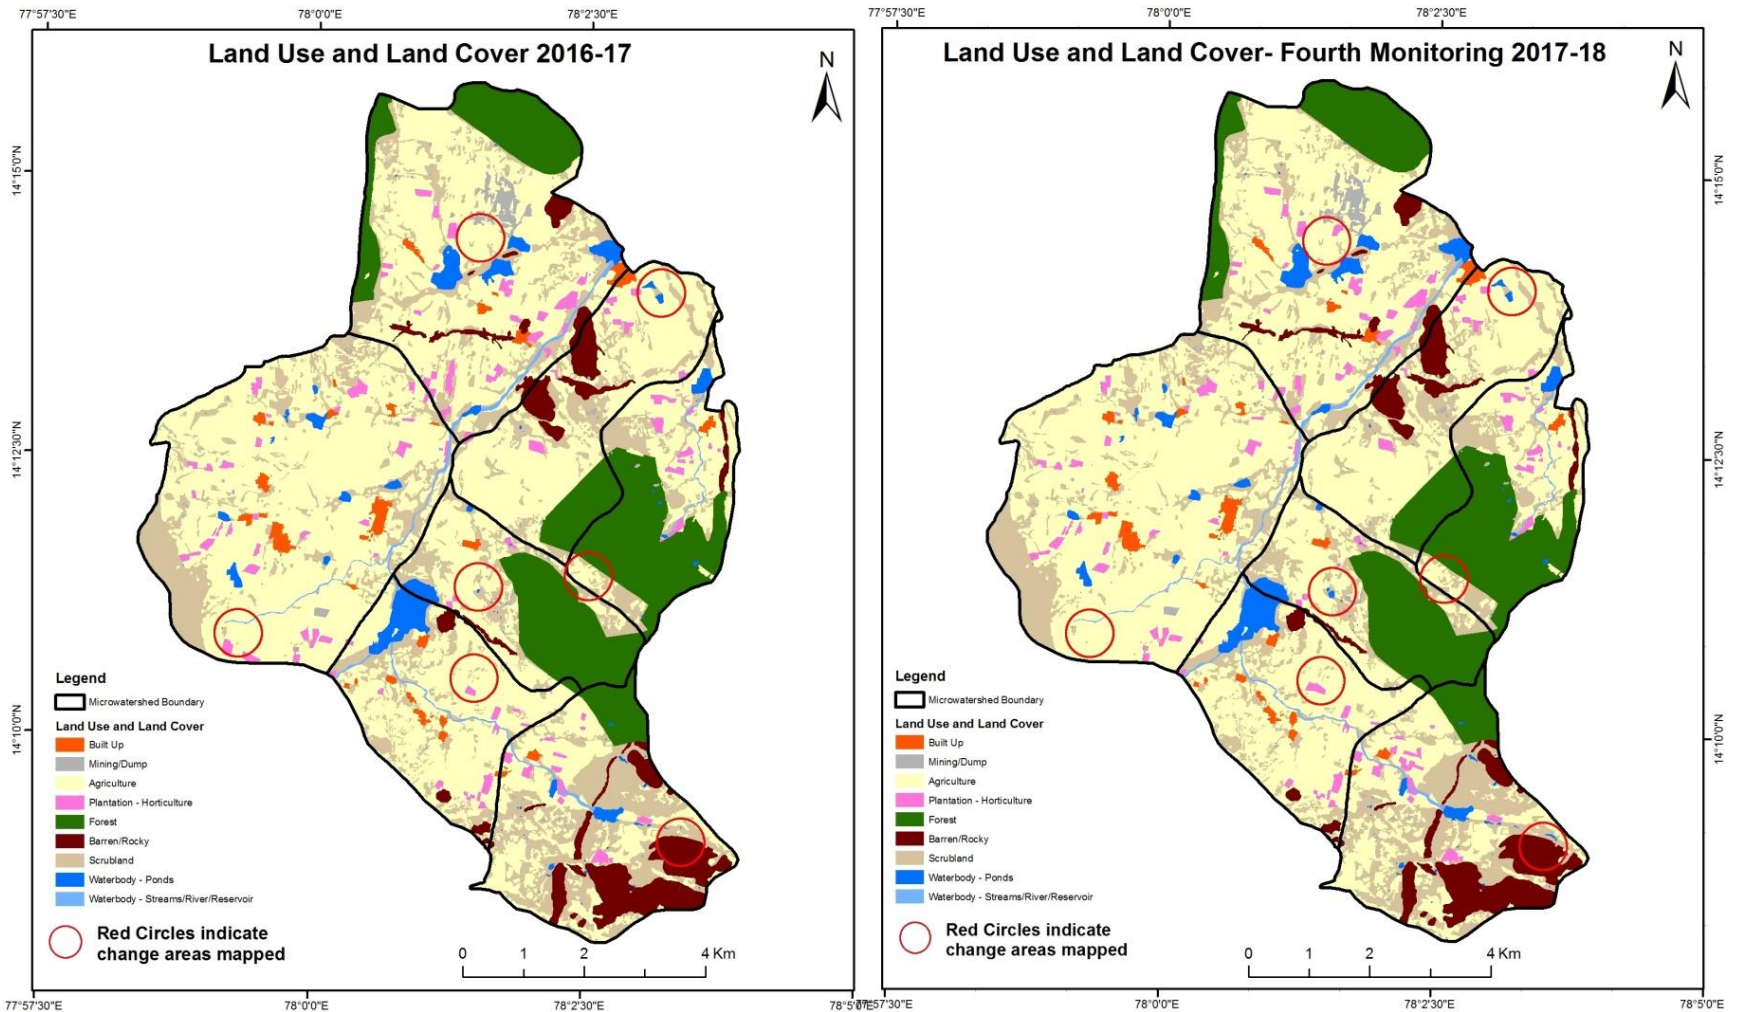 77°57'30"E 78°0'0"E 78°2'30"E
Land Use and Land Cover 2016-17
N
14°15'0"N
14°12'30"N
14°10'0"N
Legend
Microwatershed Boundary
Land Use and Land Cover
Built Up
Mining/Dump
Agriculture
Plantation - Horticulture
Forest
Barren/Rocky
Scrubland
Waterbody - Ponds
Waterbody - Streams/River/Reservoir
Red Circles indicate
change areas mapped
0 1 2 4 Km
77°57'30"E 78°0'0"E 78°2'30"E 78°5'0"E
77°57'30"E 78°0'0"E 78°2'30"E
Land Use and Land Cover- Fourth Monitoring 2017-18
N
14°15'0"N
14°12'30"N
14°10'0"N
Legend
Microwatershed Boundary
Land Use and Land Cover
Built Up
Mining/Dump
Agriculture
Plantation - Horticulture
Forest
Barren/Rocky
Scrubland
Waterbody - Ponds
Waterbody - Streams/River/Reservoir
Red Circles indicate
change areas mapped
0 1 2 4 Km
77°57'30"E 78°0'0"E 78°2'30"E 78°5'0"E